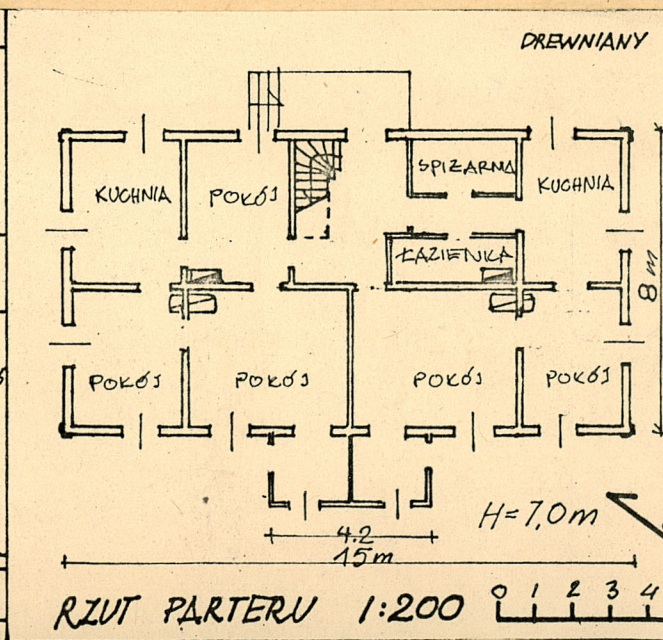 DREWNIANY
SPIŻARNIA
KUCHNIA POKÓJ KUCHNIA
ŁAZIENKA
8m
POKÓJ POKÓJ POKÓJ POKÓJ
H=7,0m
4.2
15m
RZUT PARTERU 1:200
0 1 2 3 4